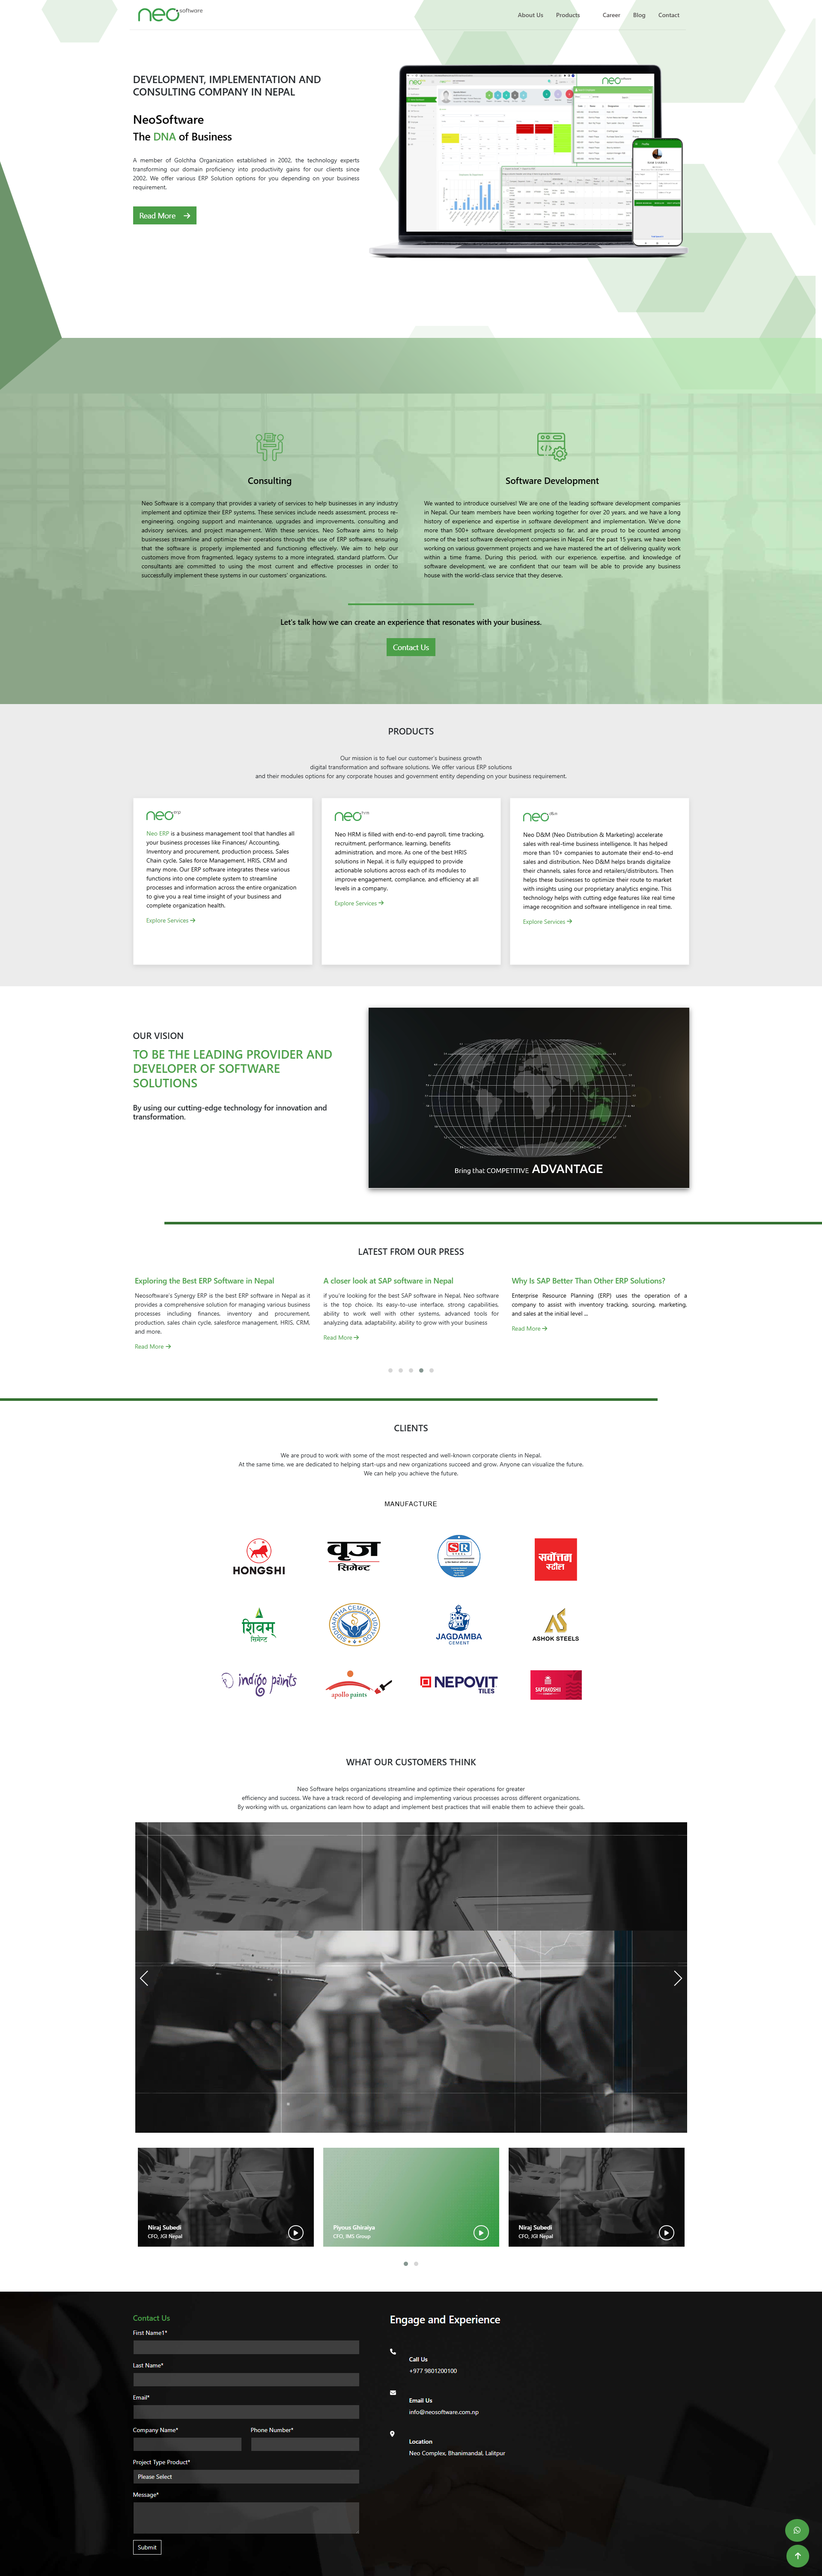 neo software
About Us Products Career Blog Contact
DEVELOPMENT, IMPLEMENTATION AND
CONSULTING COMPANY IN NEPAL
NeoSoftware
The DNA of Business
A member of Golchha Organization established in 2002, the technology experts
transforming our domain proficiency into productivity gains for our clients since
2002. We offer various ERP Solution options for you depending on your business
requirement.
Read More
Consulting
Neo Software is a company that provides a variety of services to help businesses in any industry
implement and optimize their ERP systems. These services include needs assessment, process re-
engineering, ongoing support and maintenance, upgrades and improvements, consulting and
advisory services, and project management. With these services, Neo Software aims to help
businesses streamline and optimize their operations through the use of ERP software, ensuring
that the software is properly implemented and functioning effectively. We aim to help our
customers move from fragmented, legacy systems to a more integrated, standard platform. Our
consultants are committed to using the most current and effective processes in order to
successfully implement these systems in our customers' organizations.
Software Development
We wanted to introduce ourselves! We are one of the leading software development companies
in Nepal. Our team members have been working together for over 20 years, and we have a long
history of experience and expertise in software development and implementation. We've done
more than 500+ software development projects so far, and are proud to be counted among
some of the best software development companies in Nepal. For the past 15 years, we have been
working on various government projects and we have mastered the art of delivering quality work
within a time frame. During this period, with our experience, expertise, and knowledge of
software development, we are confident that our team will be able to provide any business
house with the world-class service that they serve.
Let's talk how we can create an experience that resonates with your business.
Contact Us
PRODUCTS
Our mission is to fuel our customer's business growth
digital transformation and software solutions. We offer various ERP solutions
and their modules options for any corporate houses and government entity depending on your business requirement.
neo erp
Neo ERP is a business management tool that handles all
your business processes like Finances/ Accounting,
Inventory and procurement, production process, Sales
Chain cycle, Sales force Management, HRIS, CRM and
many more. Our ERP software integrates these various
functions into one complete system to streamline
processes and information across the entire organization
to give you a real time insight of your business and
complete organization health.
Explore Services
neo hrm
Neo HRM is filled with end-to-end payroll, time tracking,
recruitment, performance, learning, benefits
administration, and more. As one of the best HRIS
solutions in Nepal, it is fully equipped to provide
actionable solutions across each of its modules to
improve engagement, compliance, and efficiency at all
levels in a company.
Explore Services
neo d&m
Neo D&M (Neo Distribution & Marketing) accelerate
sales with real-time business intelligence. It has helped
more than 10+ companies to automate their end-to-end
sales and distribution. Neo D&M helps brands digitalize
their channels, sales force and retailers/distributors. Then
helps these businesses to optimize their route to market
with insights using our proprietary analytics engine. This
technology helps with cutting edge features like real time
image recognition and software intelligence in real time.
Explore Services
OUR VISION
TO BE THE LEADING PROVIDER AND
DEVELOPER OF SOFTWARE
SOLUTIONS
By using our cutting-edge technology for innovation and
transformation.
Bring that COMPETITIVE ADVANTAGE
LATEST FROM OUR PRESS
Exploring the Best ERP Software in Nepal
Neosoftware's Synergy ERP is the best ERP software in Nepal as it
provides a comprehensive solution for managing various business
processes including finances, inventory and procurement,
production, sales chain cycle, salesforce management, HRIS, CRM,
and more.
Read More
A closer look at SAP software in Nepal
if you're looking for the best SAP software in Nepal, Neo software
is the top choice. Its easy-to-use interface, strong capabilities,
ability to work well with other systems, advanced tools for
analyzing data, adaptability, ability to grow with your business
Read More
Why Is SAP Better Than Other ERP Solutions?
Enterprise Resource Planning (ERP) uses the operation of a
company to assist with inventory tracking, sourcing, marketing,
and sales at the initial level ...
Read More
CLIENTS
We are proud to work with some of the most respected and well-known corporate clients in Nepal.
At the same time, we are dedicated to helping start-ups and new organizations succeed and grow. Anyone can visualize the future.
We can help you achieve the future.
MANUFACTURE
HONGSHI
वृज
सिमेन्ट
SR
STEEL
सर्वोत्तम
स्टील
शिवम्
सिमेन्ट
SIDDHARTHA CEMENT UDHYOG
JAGDAMBA
CEMENT
ASHOK STEELS
indigo paints
apollo paints
NEPOVIT
TILES
SAPTAKOSHI
WHAT OUR CUSTOMERS THINK
Neo Software helps organizations streamline and optimize their operations for greater
efficiency and success. We have a track record of developing and implementing various processes across different organizations.
By working with us, organizations can learn how to adapt and implement best practices that will enable them to achieve their goals.
Niraj Subedi
CFO, JGI Nepal
Piyous Ghiraiya
CFO, IMS Group
Niraj Subedi
CFO, JGI Nepal
Contact Us
First Name1*
Last Name*
Email*
Company Name* Phone Number*
Project Type Product*
Please Select
Message*
Submit
Engage and Experience
Call Us
+977 9801200100
Email Us
info@neosoftware.com.np
Location
Neo Complex, Bhanimandal, Lalitpur